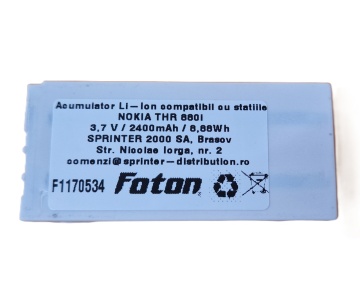 Acumulator Li-Ion compatibil cu statiile
NOKIA THR 880i
3,7 V / 2400mAh / 8,88Wh
SPRINTER 2000 SA, Brasov
Str. Nicolae Iorga, nr. 2
comenzi@sprinter-distribution.ro
F1170534 Foton